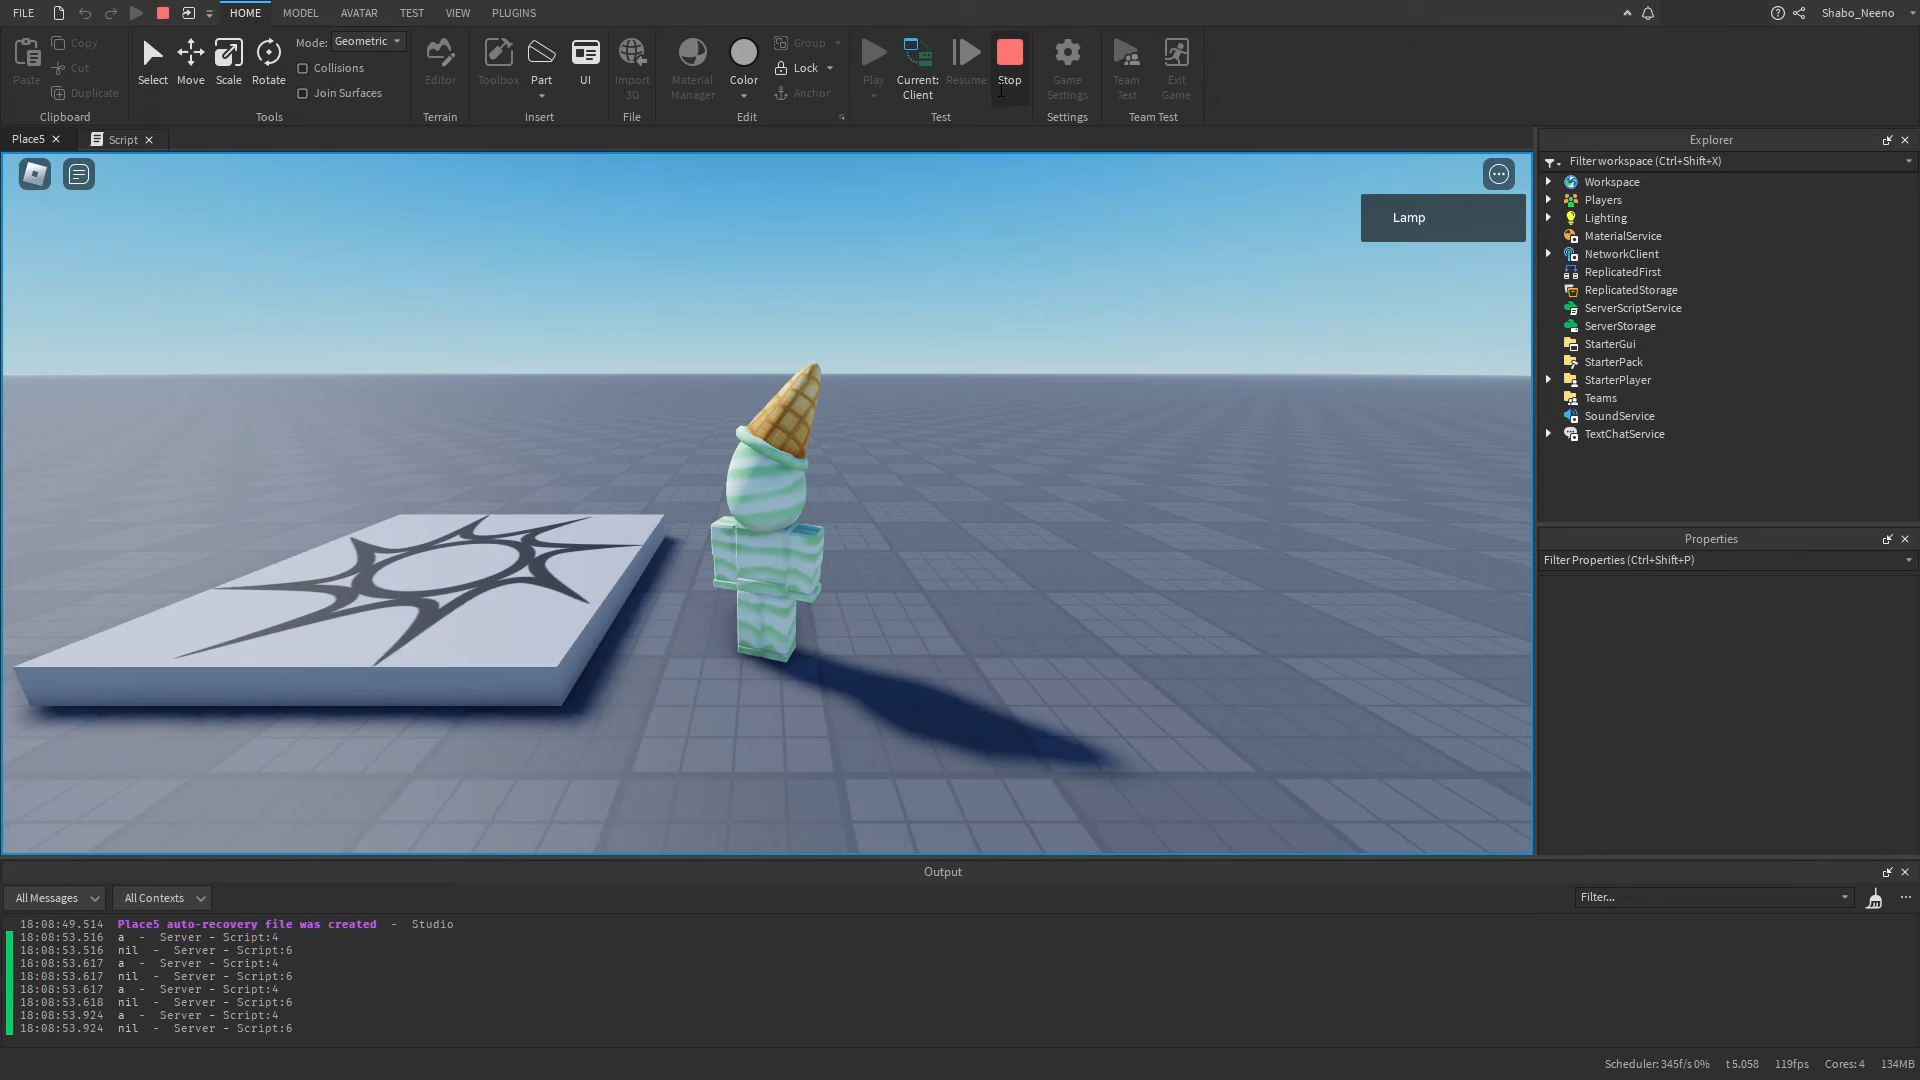 FILE HOME MODEL AVATAR TEST VIEW PLUGINS Shabo_Neeno
Paste Copy Cut Duplicate
Clipboard
Select Move Scale Rotate
Mode: Geometric
Collisions
Join Surfaces
Tools
Editor
Terrain
Toolbox Part UI
Insert
Import 3D
File
Material Manager Color
Group
Lock
Anchor
Edit
Play Current: Client Resume Stop
Test
Game Settings
Settings
Team Test Exit Game
Team Test
Place5 Script
Lamp
Explorer
Filter workspace (Ctrl+Shift+X)
Workspace
Players
Lighting
MaterialService
NetworkClient
ReplicatedFirst
ReplicatedStorage
ServerScriptService
ServerStorage
StarterGui
StarterPack
StarterPlayer
Teams
SoundService
TextChatService
Properties
Filter Properties (Ctrl+Shift+P)
Output
All Messages All Contexts Filter...
18:08:49.514 Place5 auto-recovery file was created - Studio
18:08:53.516 a - Server - Script:4
18:08:53.516 nil - Server - Script:6
18:08:53.617 a - Server - Script:4
18:08:53.617 nil - Server - Script:6
18:08:53.617 a - Server - Script:4
18:08:53.618 nil - Server - Script:6
18:08:53.924 a - Server - Script:4
18:08:53.924 nil - Server - Script:6
Scheduler: 345f/s 0% t 5.058 119fps Cores: 4 134MB